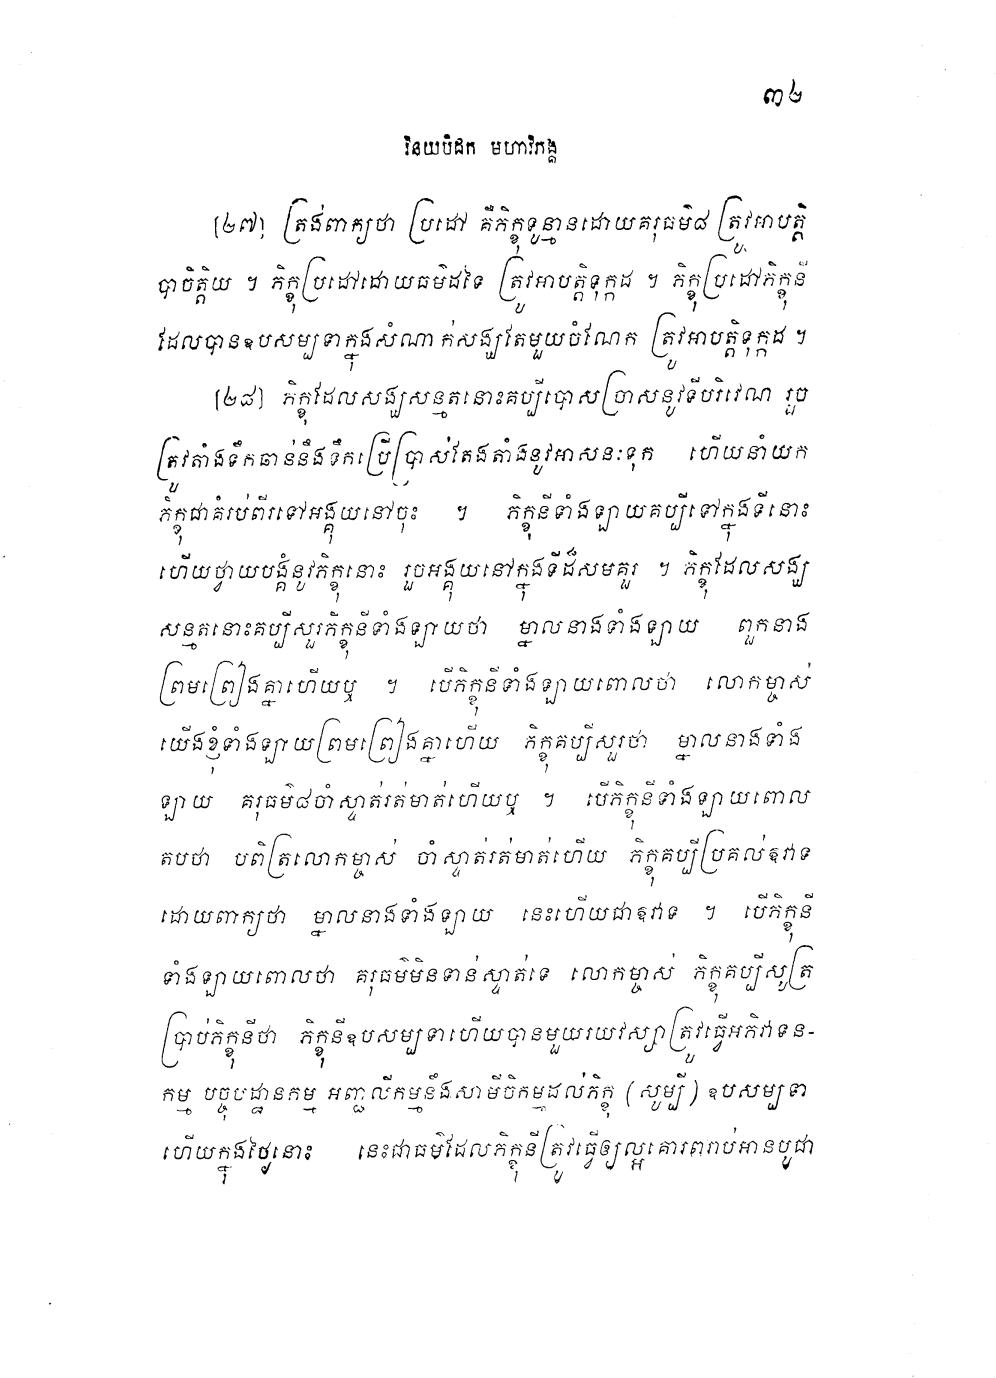 ៣៤
វិនយបិដក មហាវិភង្គ
[២៧] ត្រង់ពាក្យថា ប្រដៅ គឺភិក្ខុទូន្មានដោយគរុធម៌៨ ត្រូវអាបត្តិ
បាចិត្តិយ ។ ភិក្ខុប្រដៅដោយធម៌ដទៃ ត្រូវអាបត្តិទុក្កដ ។ ភិក្ខុប្រដៅភិក្ខុនី
ដែលបានឧបសម្បទាក្នុងសំណាក់សង្ឃតែមួយចំណែក ត្រូវអាបត្តិទុក្កដ ។
[២៨] ភិក្ខុដែលសង្ឃសន្មតនោះគប្បីបោសច្រាសនូវទីបរិវេណ រួច
ត្រូវតាំងទឹកឆាន់នឹងទឹកប្រើប្រាស់តែងតាំងនូវអាសនៈទុក ហើយនាំយក
ភិក្ខុជាគំរប់ពីរទៅអង្គុយនៅចុះ ។ ភិក្ខុនីទាំងឡាយគប្បីទៅក្នុងទីនោះ
ហើយថ្វាយបង្គំនូវភិក្ខុនោះ រួចអង្គុយនៅក្នុងទីដ៏សមគួរ ។ ភិក្ខុដែលសង្ឃ
សន្មតនោះគប្បីសួរភិក្ខុនីទាំងឡាយថា ម្នាលនាងទាំងឡាយ ពួកនាង
ព្រមព្រៀងគ្នាហើយឬ ។ បើភិក្ខុនីទាំងឡាយពោលថា លោកម្ចាស់
យើងខ្ញុំទាំងឡាយព្រមព្រៀងគ្នាហើយ ភិក្ខុគប្បីសួរថា ម្នាលនាងទាំង
ឡាយ គរុធម៌៨ចាំស្ទាត់រត់មាត់ហើយឬ ។ បើភិក្ខុនីទាំងឡាយពោល
តបថា បពិត្រលោកម្ចាស់ ចាំស្ទាត់រត់មាត់ហើយ ភិក្ខុគប្បីប្រគល់ឱវាទ
ដោយពាក្យថា ម្នាលនាងទាំងឡាយ នេះហើយជាឱវាទ ។ បើភិក្ខុនី
ទាំងឡាយពោលថា គរុធម៌មិនទាន់ស្ទាត់ទេ លោកម្ចាស់ ភិក្ខុគប្បីសូត្រ
ប្រាប់ភិក្ខុនីថា ភិក្ខុនីឧបសម្បទាហើយបានមួយរយវស្សាត្រូវធ្វើអភិវាទន-
កម្ម បច្ចុបដ្ឋានកម្ម អញ្ជលីកម្មនឹងសាមីចិកម្មដល់ភិក្ខុ (សូម្បី) ឧបសម្បទា
ហើយក្នុងថ្ងៃនោះ នេះជាធម៌ដែលភិក្ខុនីត្រូវធ្វើឲ្យល្អគោរពរាប់អានបូជា